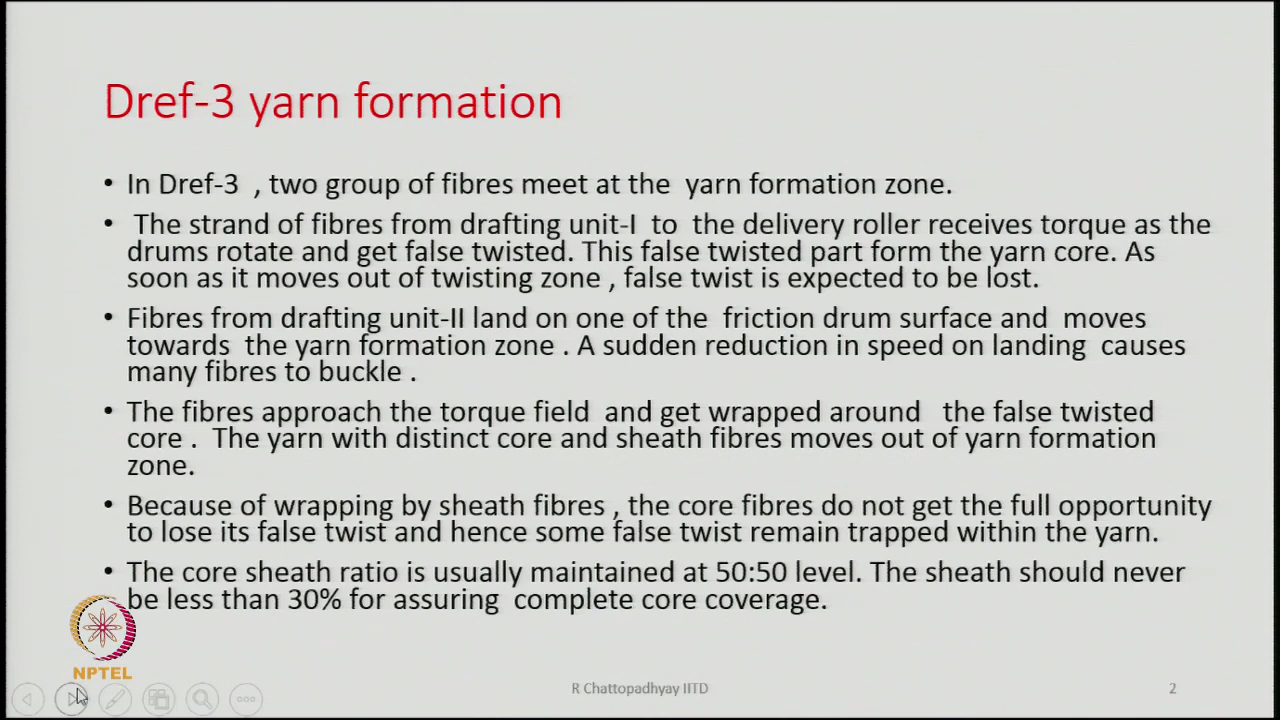 Dref-3 yarn formation
• In Dref-3 , two group of fibres meet at the yarn formation zone.
• The strand of fibres from drafting unit-I to the delivery roller receives torque as the
drums rotate and get false twisted. This false twisted part form the yarn core. As
soon as it moves out of twisting zone , false twist is expected to be lost.
• Fibres from drafting unit-II land on one of the friction drum surface and moves
towards the yarn formation zone . A sudden reduction in speed on landing causes
many fibres to buckle .
• The fibres approach the torque field and get wrapped around the false twisted
core . The yarn with distinct core and sheath fibres moves out of yarn formation
zone.
• Because of wrapping by sheath fibres , the core fibres do not get the full opportunity
to lose its false twist and hence some false twist remain trapped within the yarn.
• The core sheath ratio is usually maintained at 50:50 level. The sheath should never
be less than 30% for assuring complete core coverage.
NPTEL
R Chattopadhyay IITD
2